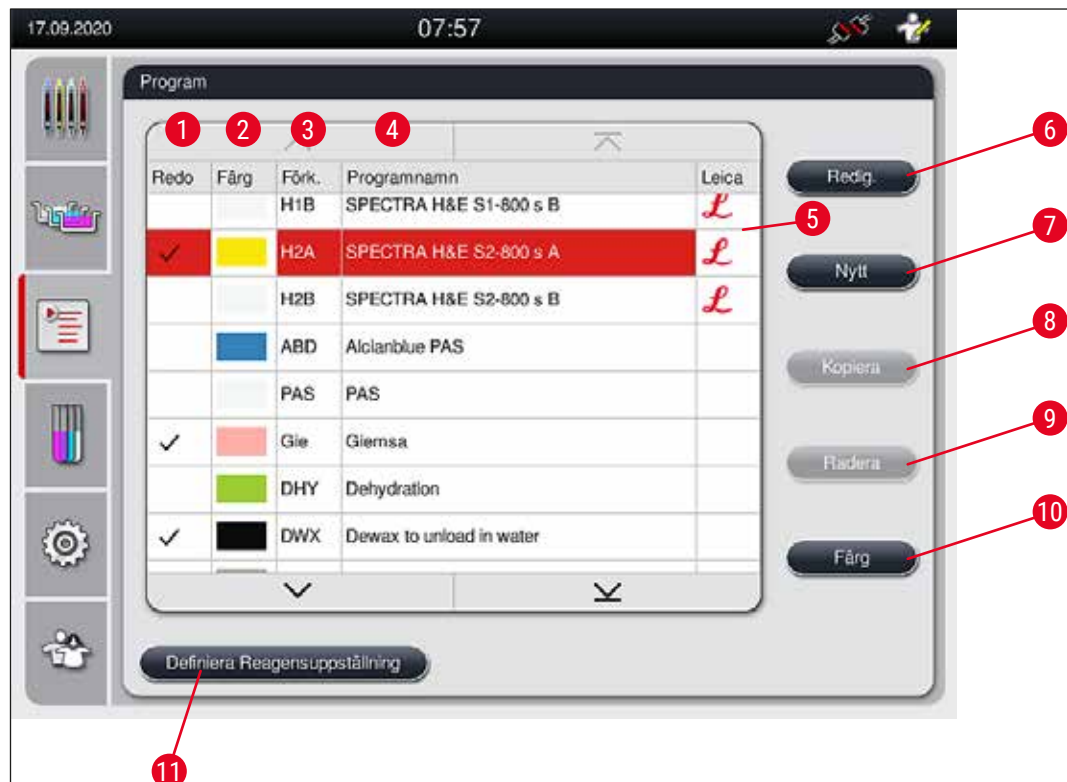 17.09.2020 07:57
Program
1 2 3 4
6
Redo Färg Förk. Programnamn Leica Redig.
H1B SPECTRA H&E S1-800 s B L
5
7
H2A SPECTRA H&E S2-800 s A L
Nytt
H2B SPECTRA H&E S2-800 s B L
8
ABD Alcianblue PAS
Kopiera
PAS PAS
9
Gie Giemsa
Radera
DHY Dehydration
10
DWX Dewax to unload in water
Färg
Definiera Reagensuppställning
11